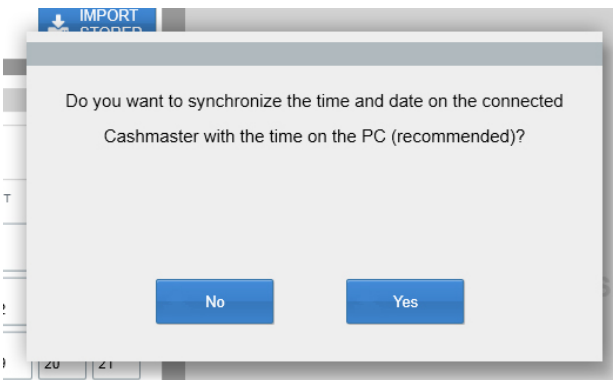 IMPORT
STORED
Do you want to synchronize the time and date on the connected
Cashmaster with the time on the PC (recommended)?
T
No
Yes
20
21